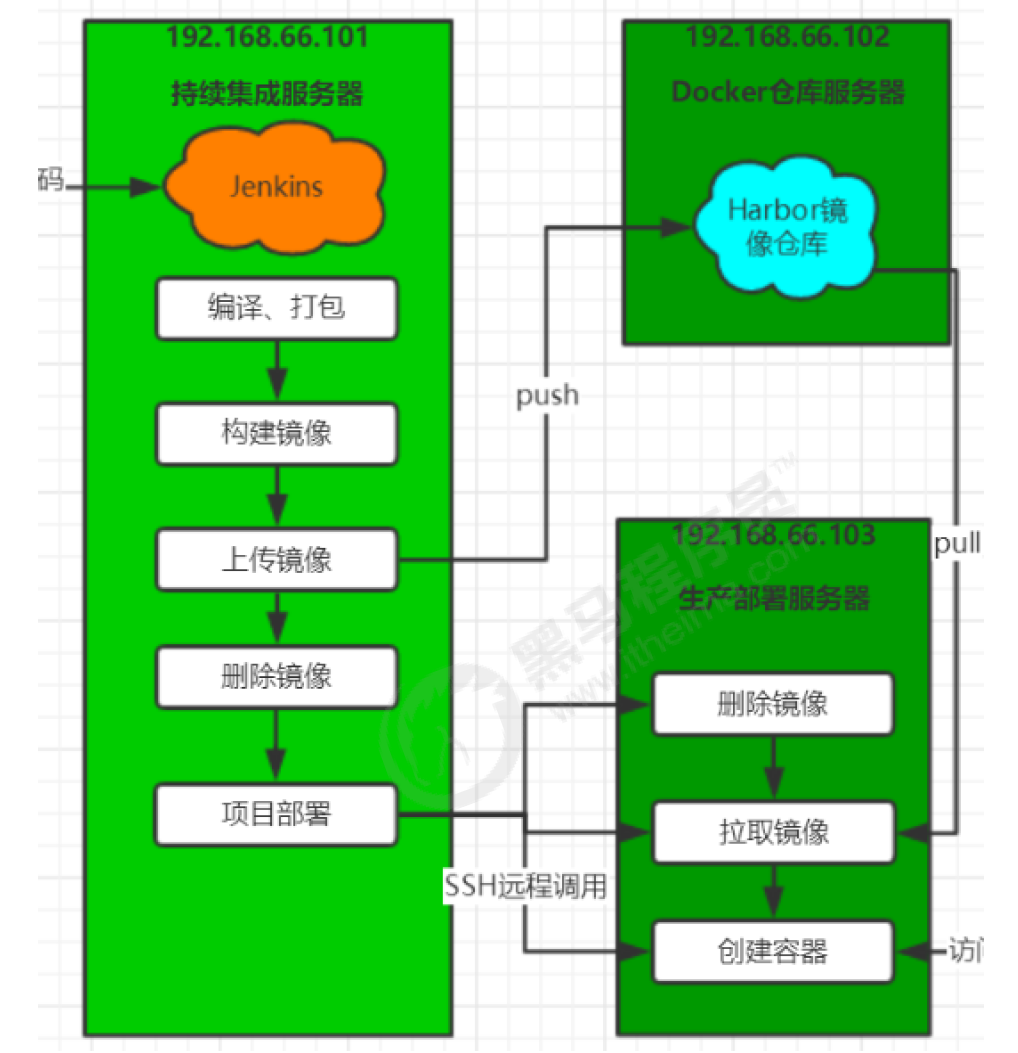 192.168.66.101
持续集成服务器
码
Jenkins
编译、打包
构建镜像
上传镜像
删除镜像
项目部署
push
SSH远程调用
192.168.66.102
Docker仓库服务器
Harbor镜
像仓库
pull
192.168.66.103
生产部署服务器
删除镜像
拉取镜像
创建容器
访问
黑马程序员™
www.itheima.com